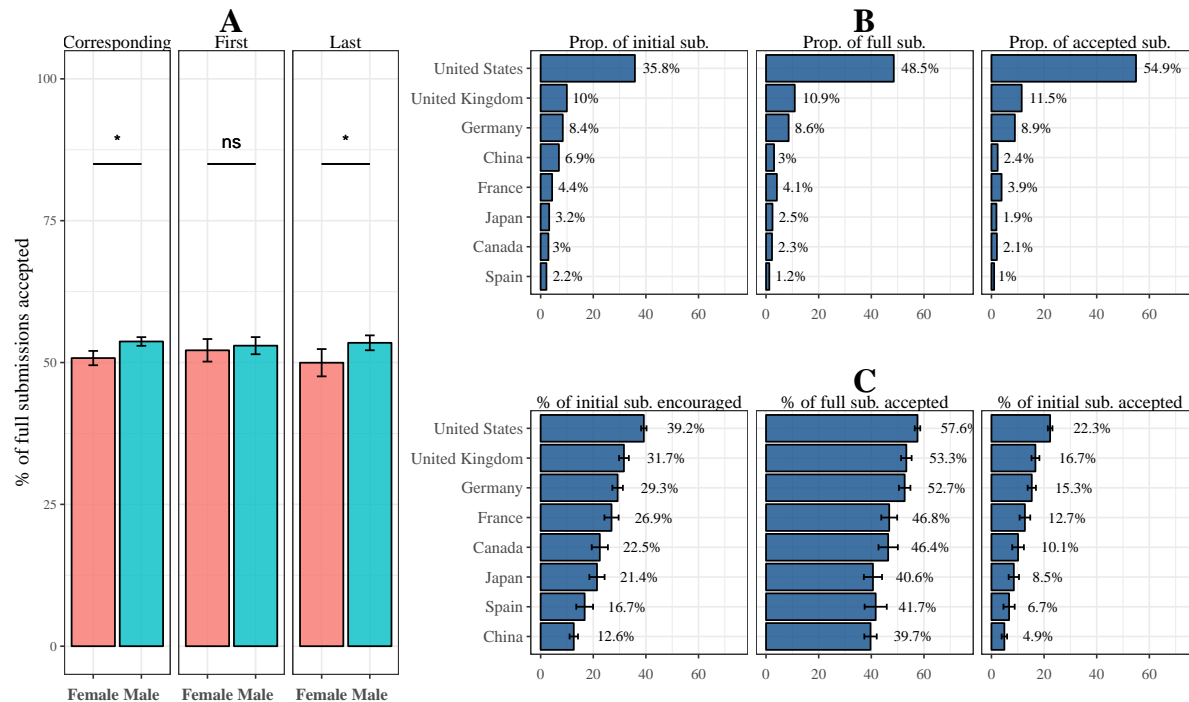 A
Corresponding First Last
% of full submissions accepted
100
75
50
25
0
* ns *
Female Male Female Male Female Male
B
Prop. of initial sub. Prop. of full sub. Prop. of accepted sub.
United States 35.8% 48.5% 54.9%
United Kingdom 10% 10.9% 11.5%
Germany 8.4% 8.6% 8.9%
China 6.9% 3% 2.4%
France 4.4% 4.1% 3.9%
Japan 3.2% 2.5% 1.9%
Canada 3% 2.3% 2.1%
Spain 2.2% 1.2% 1%
0 20 40 60 0 20 40 60 0 20 40 60
C
% of initial sub. encouraged % of full sub. accepted % of initial sub. accepted
United States 39.2% 57.6% 22.3%
United Kingdom 31.7% 53.3% 16.7%
Germany 29.3% 52.7% 15.3%
France 26.9% 46.8% 12.7%
Canada 22.5% 46.4% 10.1%
Japan 21.4% 40.6% 8.5%
Spain 16.7% 41.7% 6.7%
China 12.6% 39.7% 4.9%
0 20 40 60 0 20 40 60 0 20 40 60